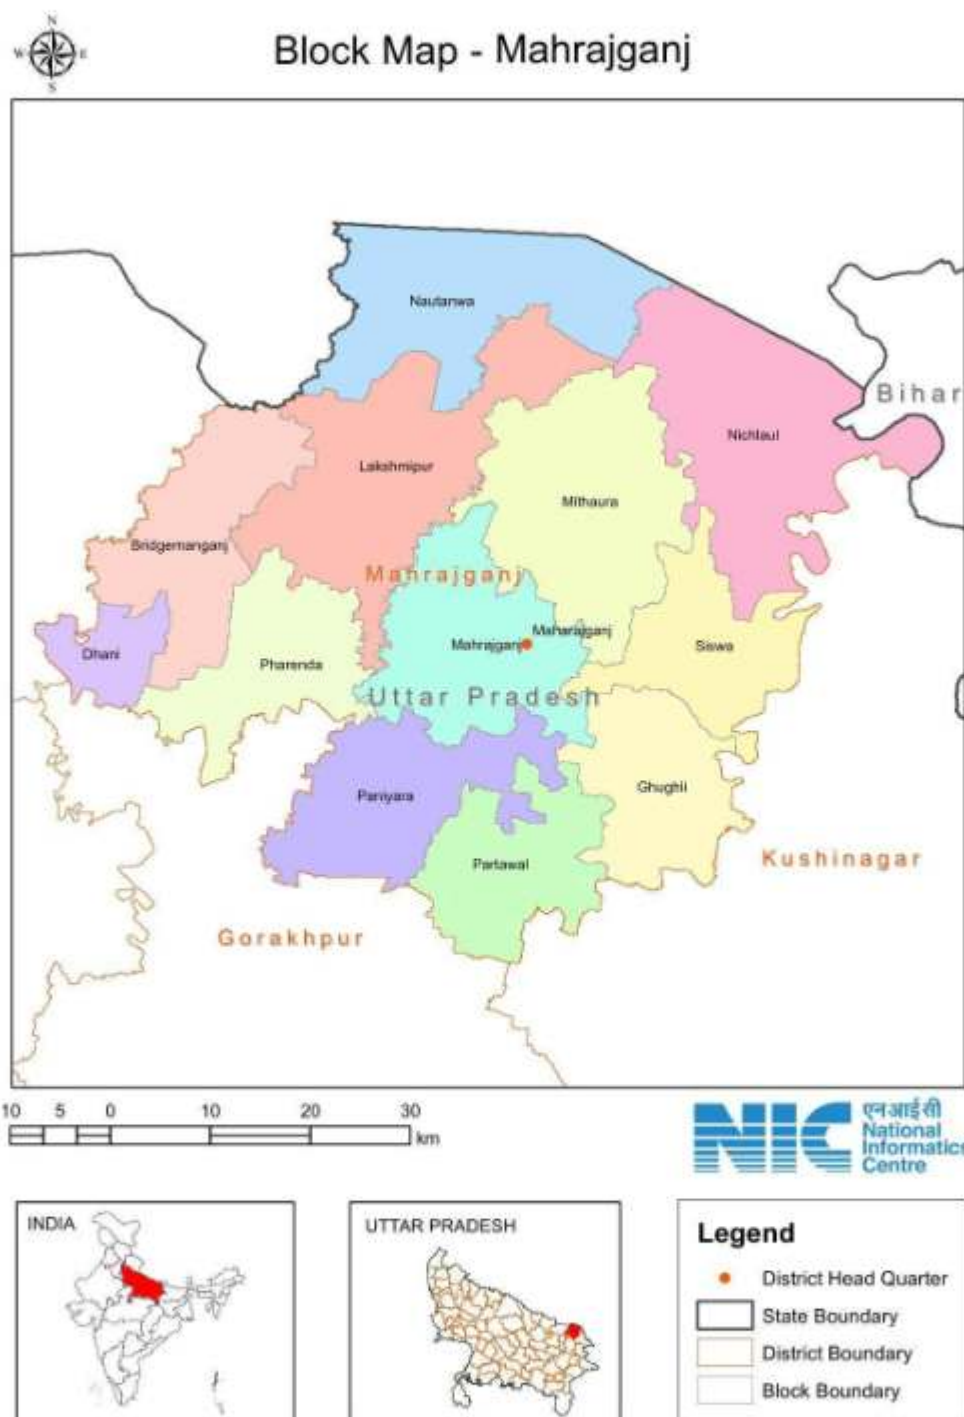 N
W E
S
Block Map - Mahrajganj
Nautanwa
Bihar
Nichlaul
Lakshmipur
Mithaura
Bridgemanganj
Mahrajganj
Maharajganj
Mahrajganj
Siswa
Dhani
Pharenda
Uttar Pradesh
Ghughli
Paniyara
Kushinagar
Partawal
Gorakhpur
10 5 0 10 20 30
km
NIC
एनआईसी
National
Informatics
Centre
INDIA
UTTAR PRADESH
Legend
District Head Quarter
State Boundary
District Boundary
Block Boundary